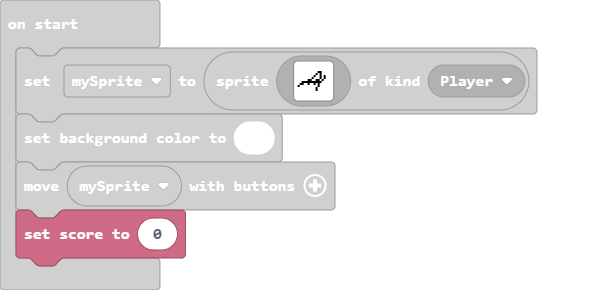 on start
set mySprite to sprite of kind Player
set background color to
move mySprite with buttons
set score to 0